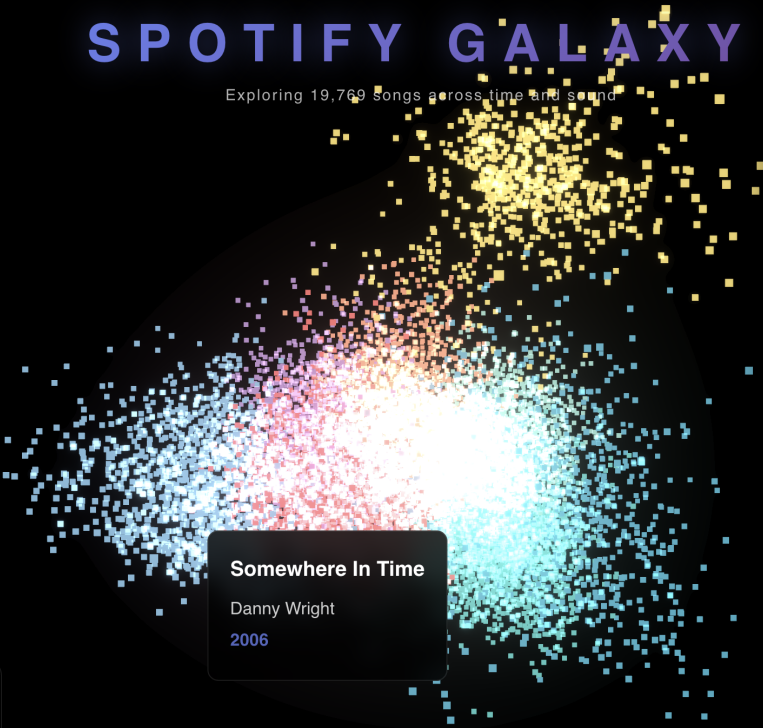 SPOTIFY GALAXY
Exploring 19,769 songs across time and sound
Somewhere In Time
Danny Wright
2006